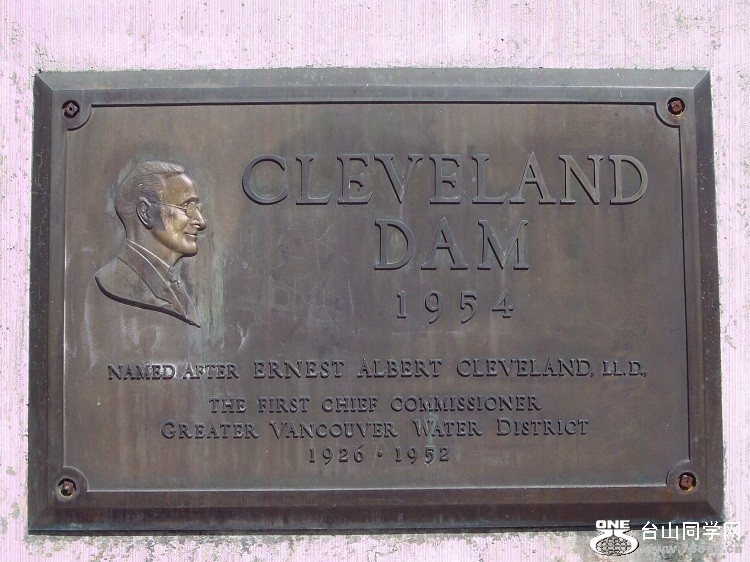 CLEVELAND
DAM
1954
NAMED AFTER ERNEST ALBERT CLEVELAND, LL.D.,
THE FIRST CHIEF COMMISSIONER
GREATER VANCOUVER WATER DISTRICT
1926 · 1952
ONE 台山同学网